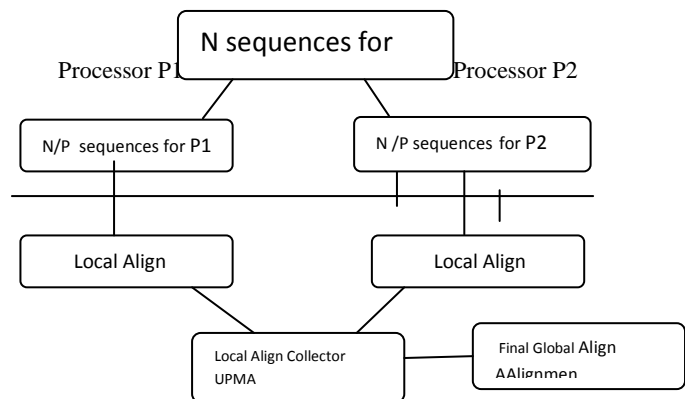 N sequences for
Processor P1
Processor P2
N/P sequences for P1
N /P sequences for P2
Local Align
Local Align
Local Align Collector
UPMA
Final Global Align
AAlignmen